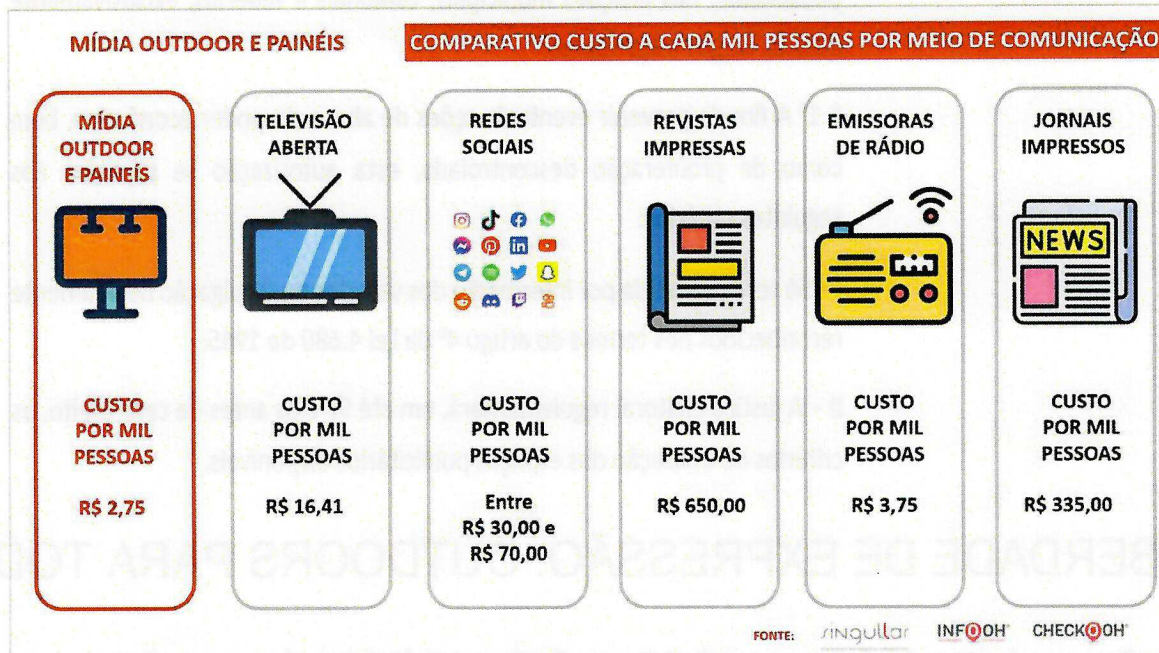 MÍDIA OUTDOOR E PAINÉIS
COMPARATIVO CUSTO A CADA MIL PESSOAS POR MEIO DE COMUNICAÇÃO
MÍDIA
OUTDOOR
E PAINEÍS
CUSTO
POR MIL
PESSOAS
R$ 2,75
TELEVISÃO
ABERTA
CUSTO
POR MIL
PESSOAS
R$ 16,41
REDES
SOCIAIS
CUSTO
POR MIL
PESSOAS
Entre
R$ 30,00 e
R$ 70,00
REVISTAS
IMPRESSAS
CUSTO
POR MIL
PESSOAS
R$ 650,00
EMISSORAS
DE RÁDIO
CUSTO
POR MIL
PESSOAS
R$ 3,75
JORNAIS
IMPRESSOS
NEWS
CUSTO
POR MIL
PESSOAS
R$ 335,00
FONTE: singullar INFOOH CHECKOOH